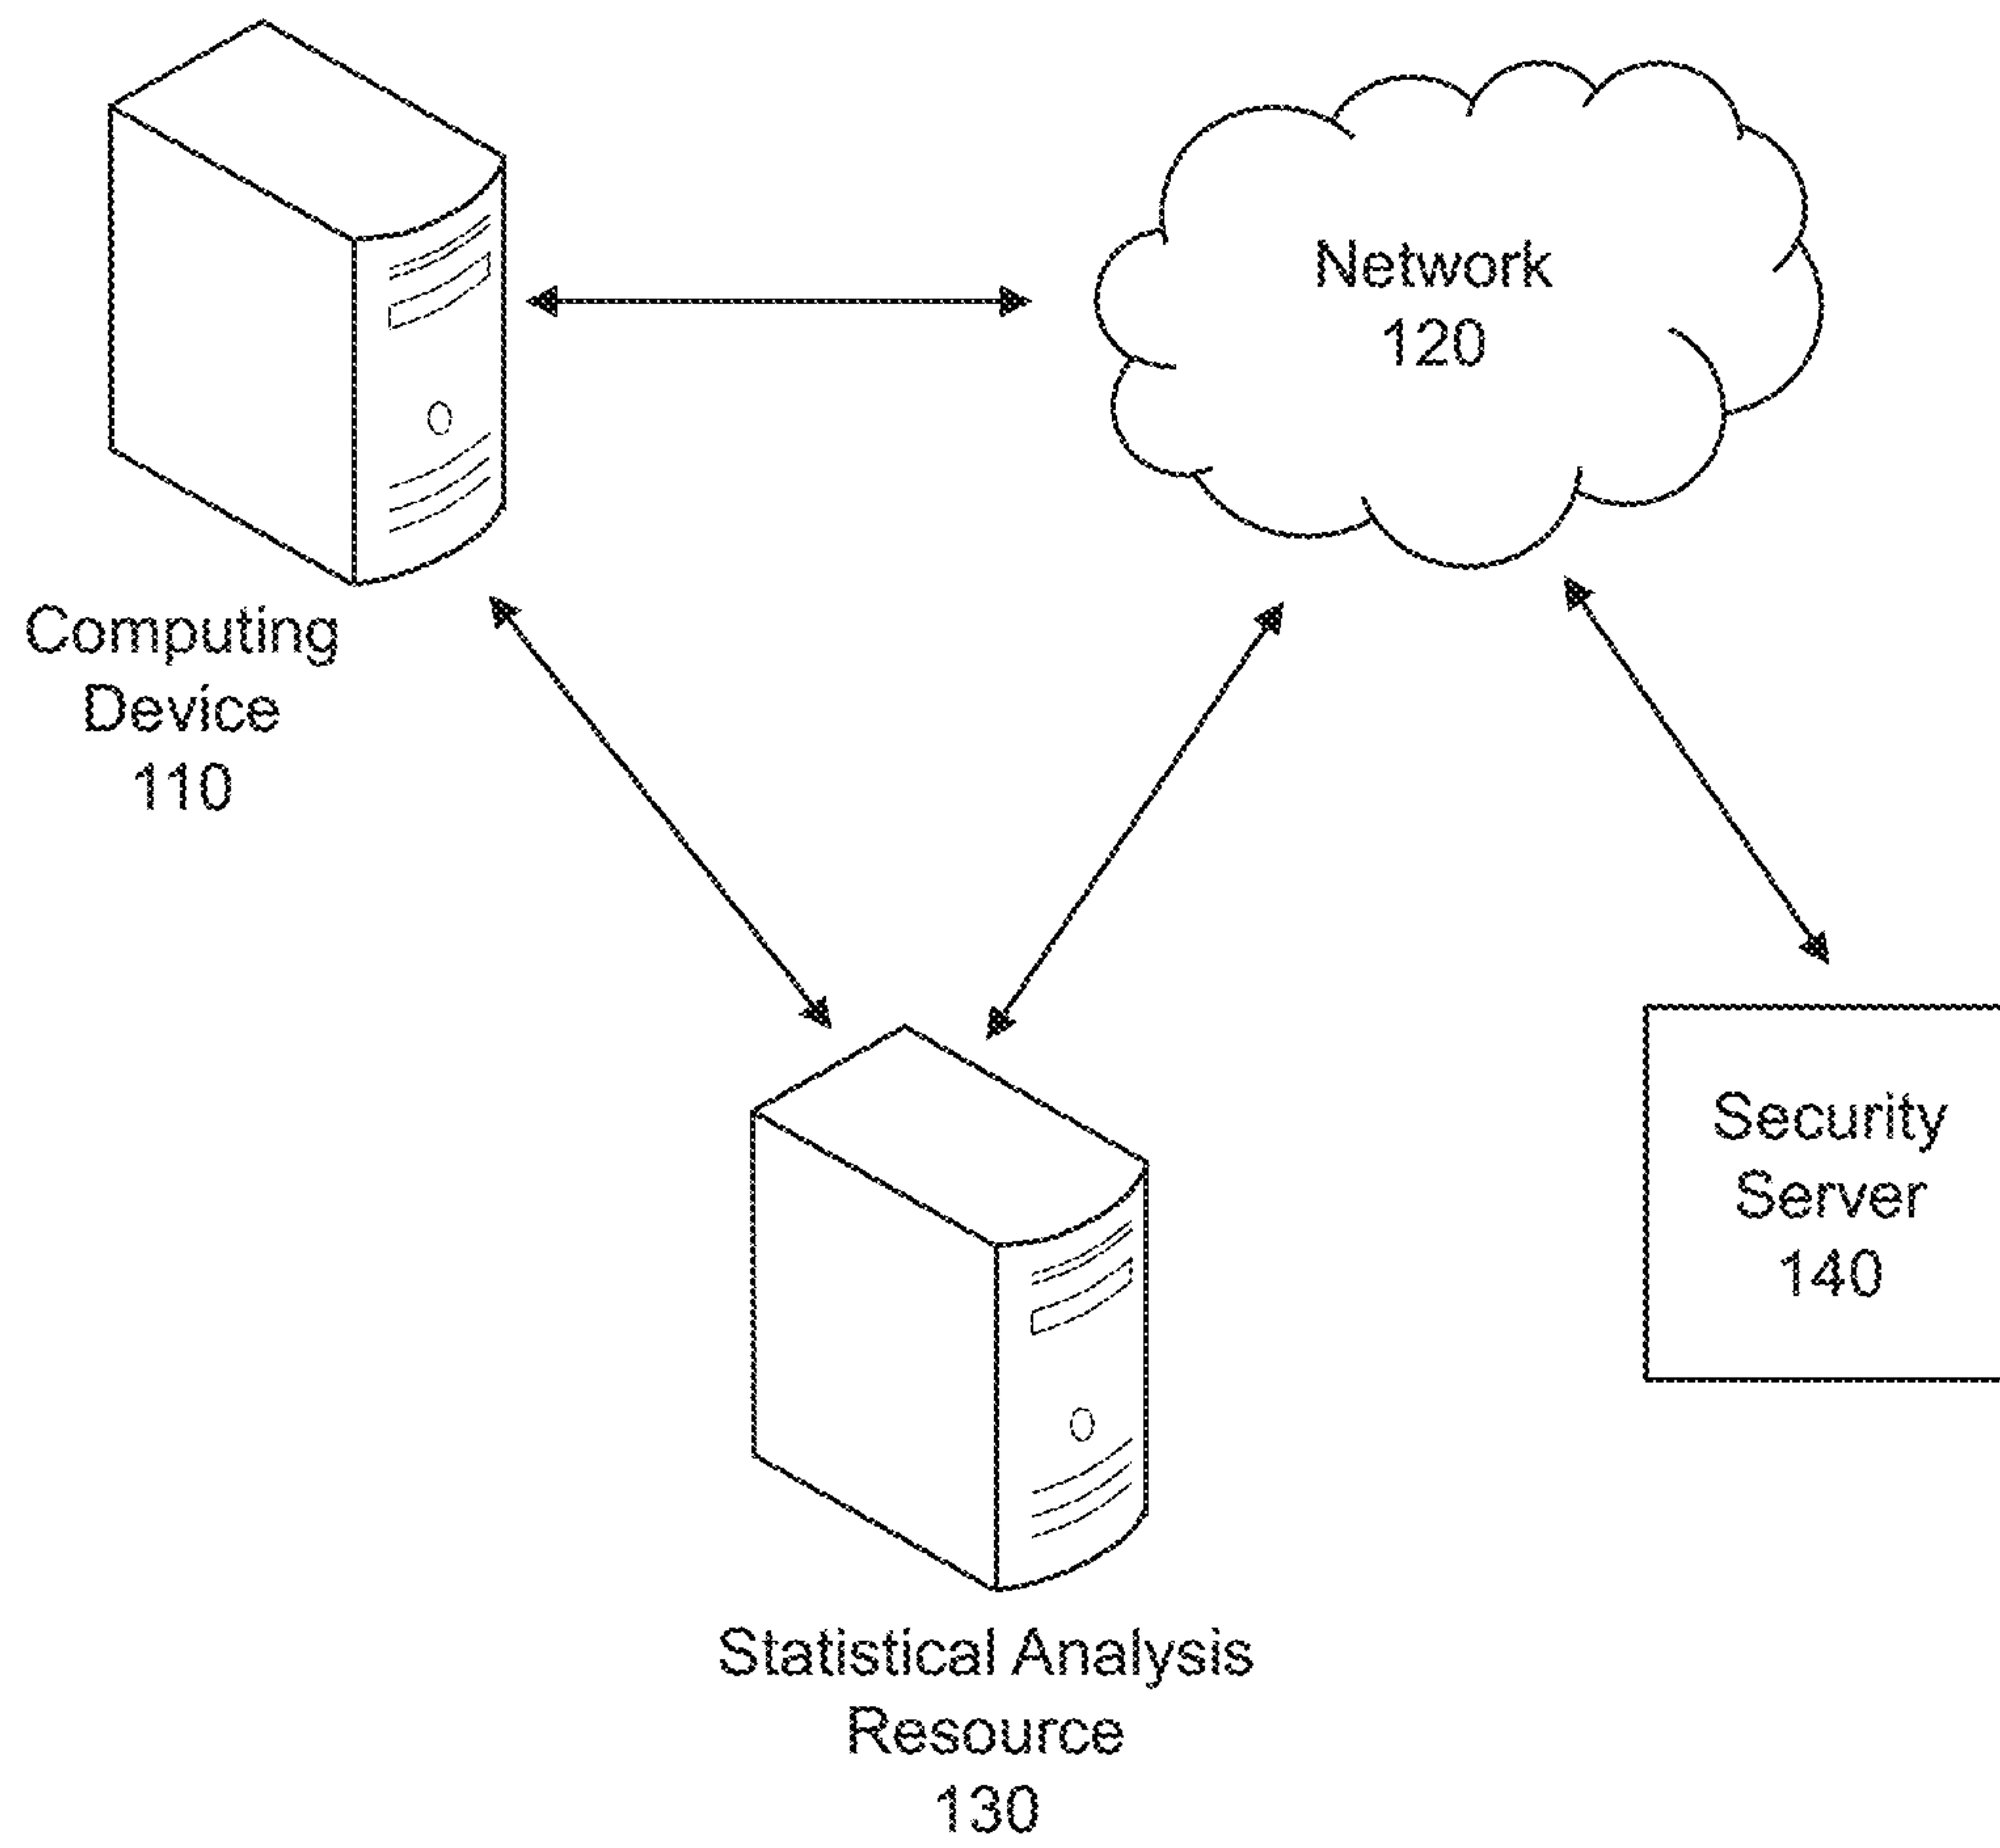 Network
120
Computing
Device
110
Security
Server
140
Statistical Analysis
Resource
130